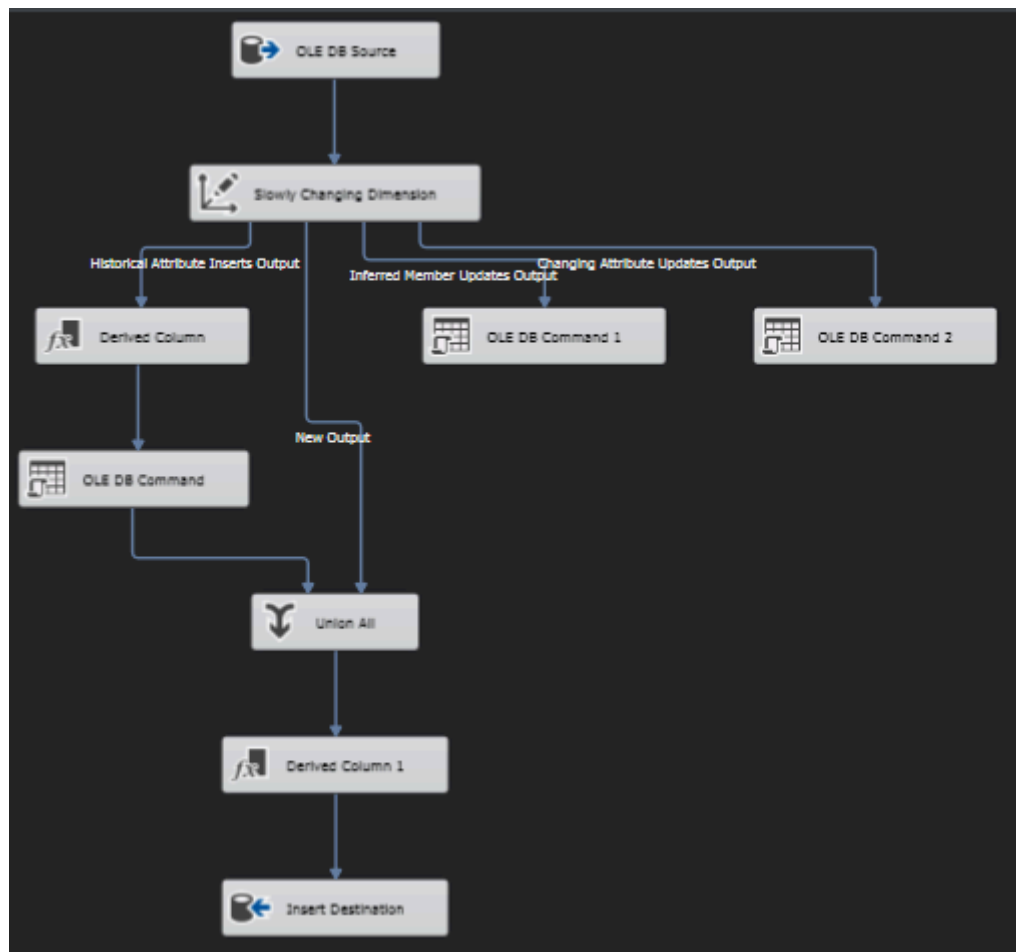 OLE DB Source
Slowly Changing Dimension
Historical Attribute Inserts Output
Changing Attribute Updates Output
Inferred Member Updates Output
Derived Column
OLE DB Command 1
OLE DB Command 2
New Output
OLE DB Command
Union All
Derived Column 1
Insert Destination